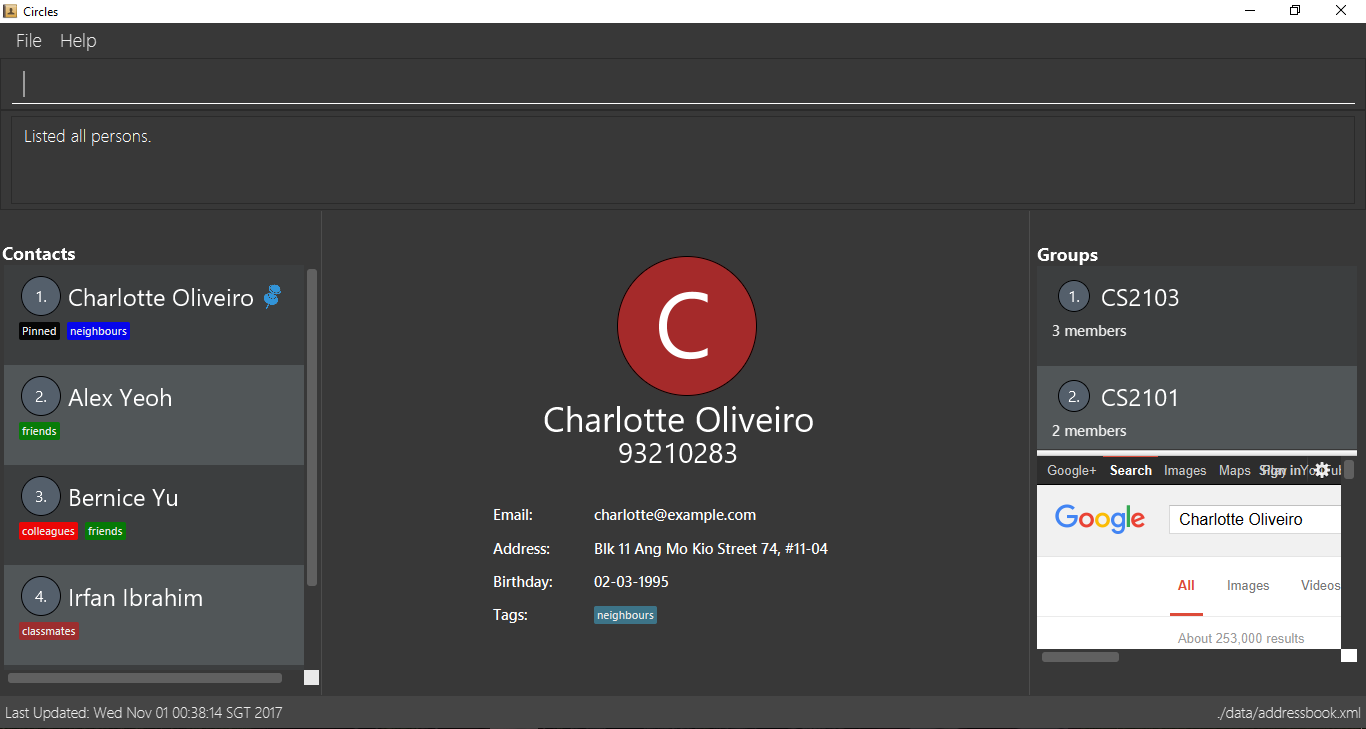 Circles
File Help
Listed all persons.
Contacts
1. Charlotte Oliveiro
Pinned neighbours
2. Alex Yeoh
friends
3. Bernice Yu
colleagues friends
4. Irfan Ibrahim
classmates
C
Charlotte Oliveiro
93210283
Email: charlotte@example.com
Address: Blk 11 Ang Mo Kio Street 74, #11-04
Birthday: 02-03-1995
Tags: neighbours
Groups
1. CS2103
3 members
2. CS2101
2 members
Google+ Search Images Maps
Google Charlotte Oliveiro
All Images Videos
About 253,000 results
Last Updated: Wed Nov 01 00:38:14 SGT 2017
./data/addressbook.xml